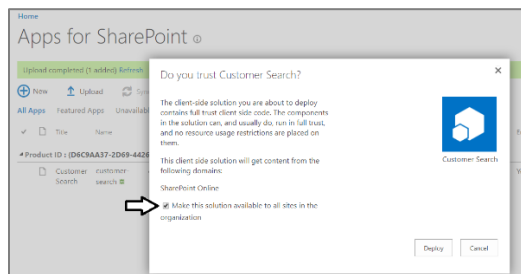 Home
Apps for SharePoint
Upload completed (1 added) Refresh
New Upload Sync
All Apps Featured Apps Unavailable
Title Name
Product ID : {D6C9AA37-2D69-4426
Customer Search customer-search
Do you trust Customer Search?
The client-side solution you are about to deploy
contains full trust client side code. The components
in the solution can, and usually do, run in full trust,
and no resource usage restrictions are placed on
them.
This client side solution will get content from the
following domains:
SharePoint Online
Make this solution available to all sites in the
organization
Customer Search
Deploy Cancel